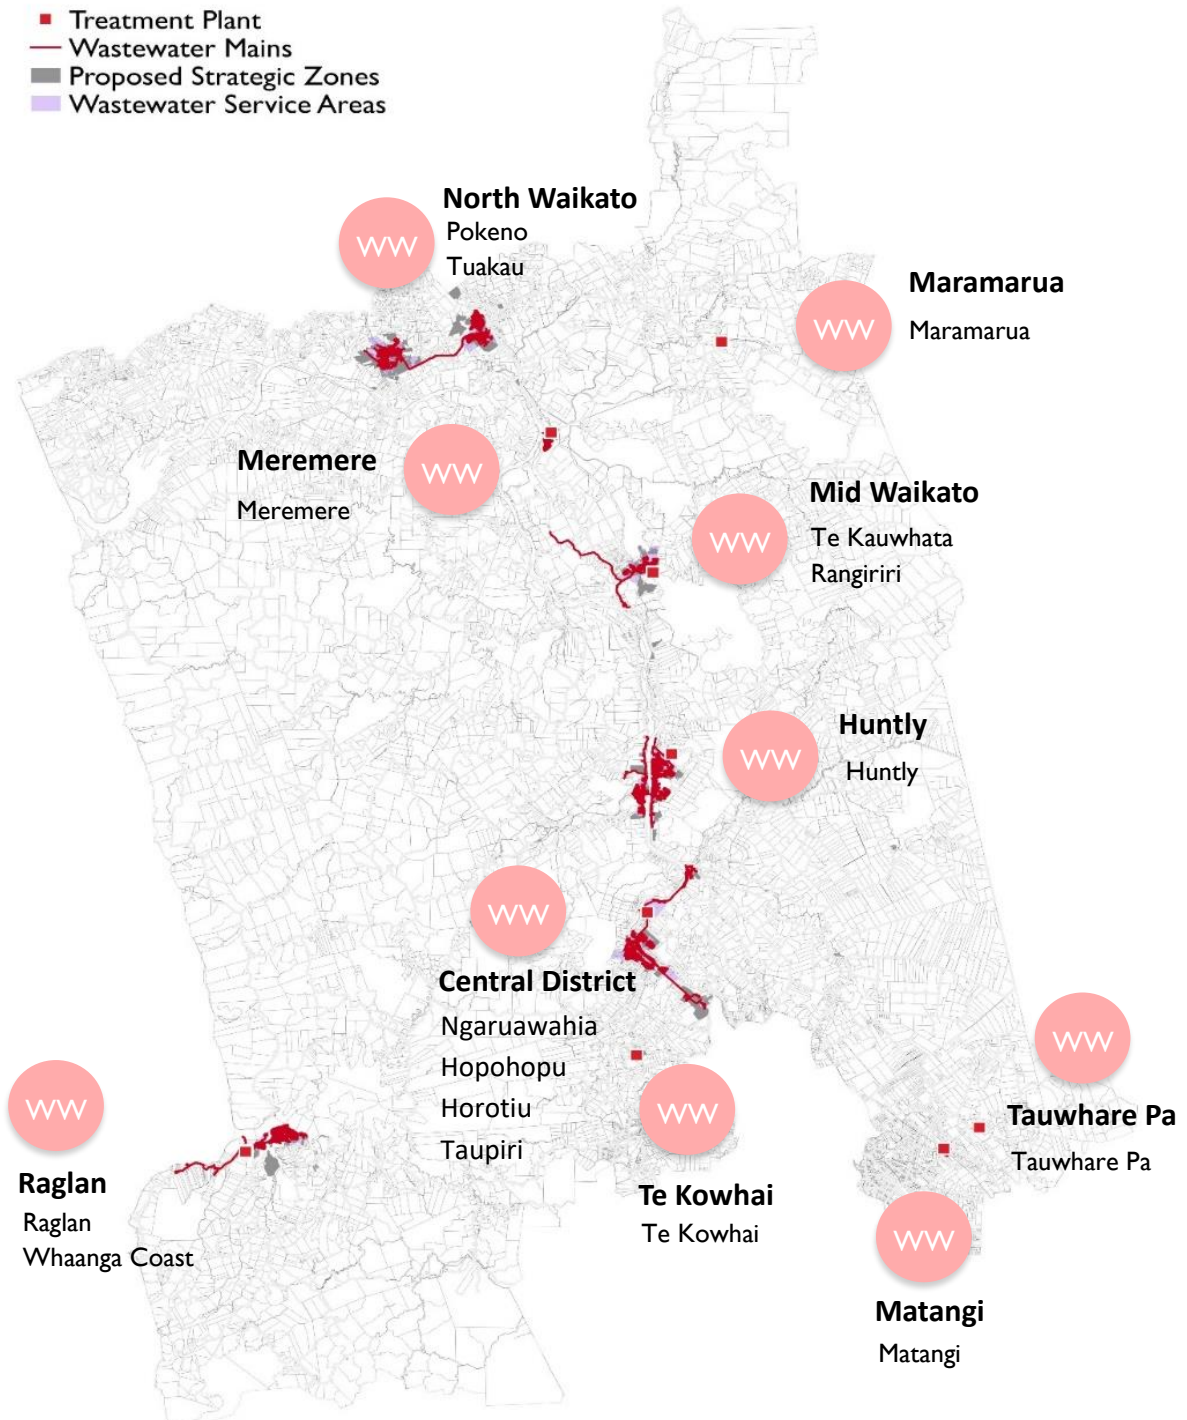 Treatment Plant
Wastewater Mains
Proposed Strategic Zones
Wastewater Service Areas
North Waikato
Pokeno
Tuakau
WW
Maramarua
Maramarua
WW
Meremere
Meremere
WW
Mid Waikato
Te Kauwhata
Rangiriri
WW
Huntly
Huntly
WW
Central District
Ngaruawahia
Hopohopu
Horotiu
Taupiri
WW
Tauwhare Pa
Tauwhare Pa
WW
Raglan
Raglan
Whaanga Coast
WW
Te Kowhai
Te Kowhai
WW
Matangi
Matangi
WW